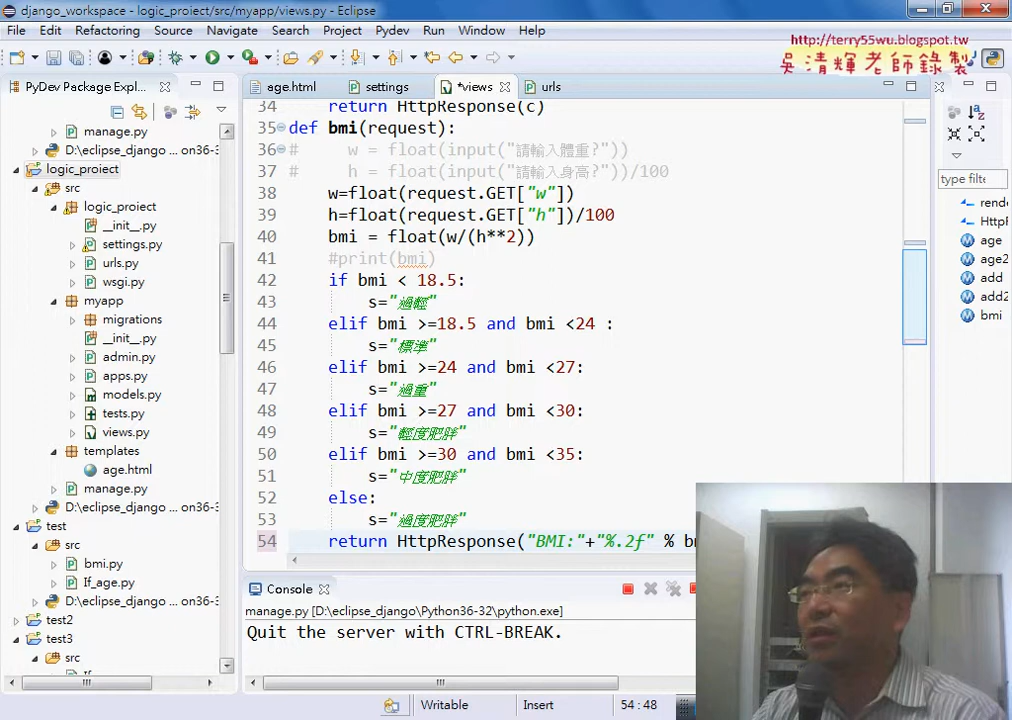 django_workspace - logic_proiect/src/myapp/views.py - Eclipse
File Edit Refactoring Source Navigate Search Project Pydev Run Window Help
http://terry55wu.blogspot.tw
吳清輝老師錄製
PyDev Package Expl...
age.html settings *views urls
manage.py
D:\eclipse_django ... on36-3
logic_proiect
src
logic_proiect
__init__.py
settings.py
urls.py
wsgi.py
myapp
migrations
__init__.py
admin.py
apps.py
models.py
tests.py
views.py
templates
age.html
manage.py
D:\eclipse_django ... on36-3
test
src
bmi.py
If_age.py
D:\eclipse_django ... on36-3
test2
test3
src
34 return HttpResponse(c)
35 def bmi(request):
36 # w = float(input("請輸入體重?"))
37 # h = float(input("請輸入身高?"))/100
38 w=float(request.GET["w"])
39 h=float(request.GET["h"])/100
40 bmi = float(w/(h**2))
41 #print(bmi)
42 if bmi < 18.5:
43 s="過輕"
44 elif bmi >=18.5 and bmi <24 :
45 s="標準"
46 elif bmi >=24 and bmi <27:
47 s="過重"
48 elif bmi >=27 and bmi <30:
49 s="輕度肥胖"
50 elif bmi >=30 and bmi <35:
51 s="中度肥胖"
52 else:
53 s="過度肥胖"
54 return HttpResponse("BMI:"+"%.2f" % bm
type filte
rende
HttpR
age
age2
add
add2
bmi
Console
manage.py [D:\eclipse_django\Python36-32\python.exe]
Quit the server with CTRL-BREAK.
Writable Insert 54 : 48